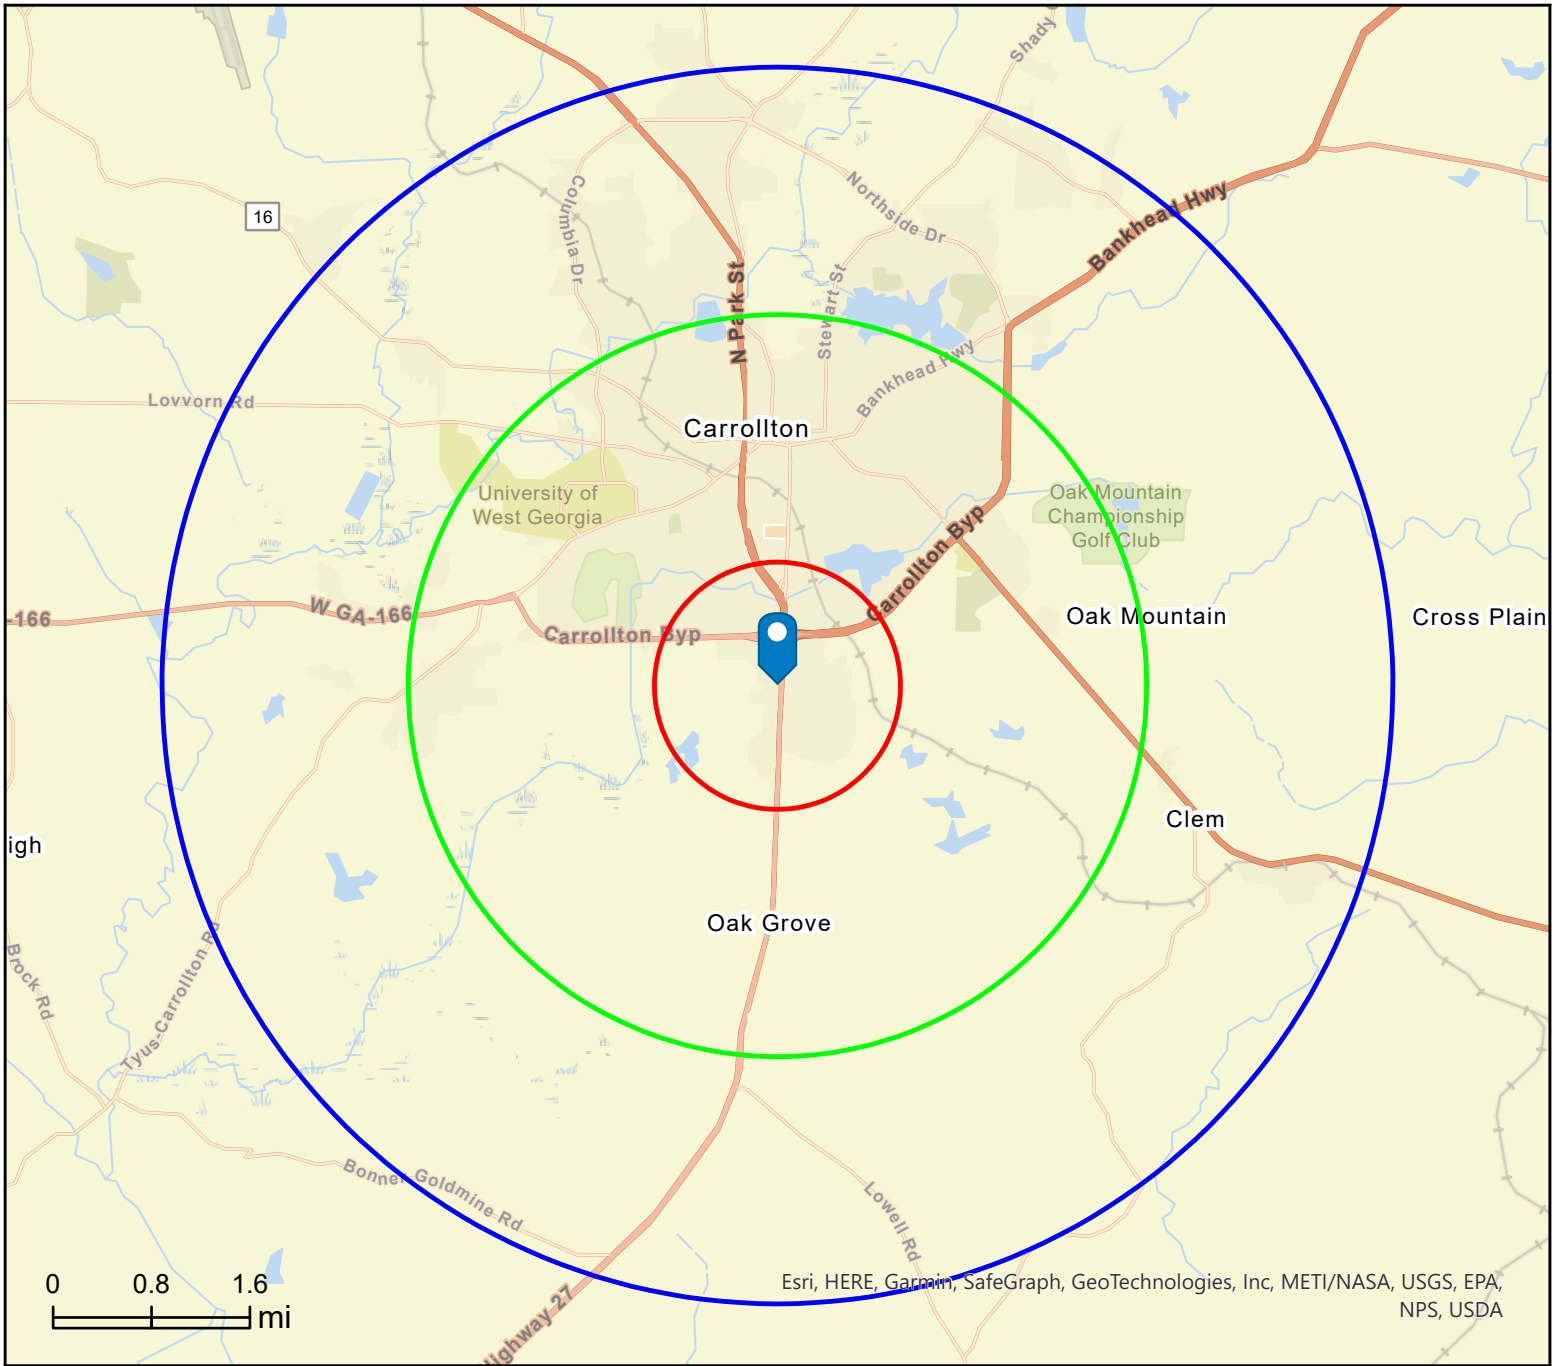 Shady
Northside Dr
Columbia Dr
16
Bankhead Hwy
N Park St
Stewart St
Bankhead Hwy
Lovvorn Rd
Carrollton
University of
West Georgia
Oak Mountain
Championship
Golf Club
Carrollton Byp
-166
W GA-166
Carrollton Byp
Oak Mountain
Cross Plain
Clem
igh
Oak Grove
Brock Rd
Tyus-Carrollton Rd
Bonner Goldmine Rd
Lowell Rd
Highway 27
0 0.8 1.6
mi
Esri, HERE, Garmin, SafeGraph, GeoTechnologies, Inc, METI/NASA, USGS, EPA,
NPS, USDA